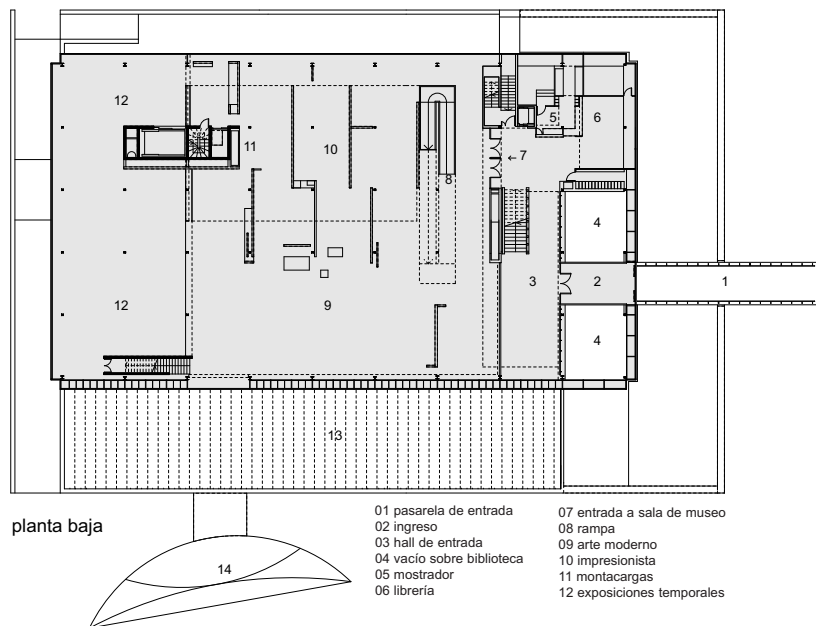 12
11
10
8
7
5
6
4
3
2
1
12
9
4
13
14
planta baja
01 pasarela de entrada
02 ingreso
03 hall de entrada
04 vacío sobre biblioteca
05 mostrador
06 librería
07 entrada a sala de museo
08 rampa
09 arte moderno
10 impresionista
11 montacargas
12 exposiciones temporales